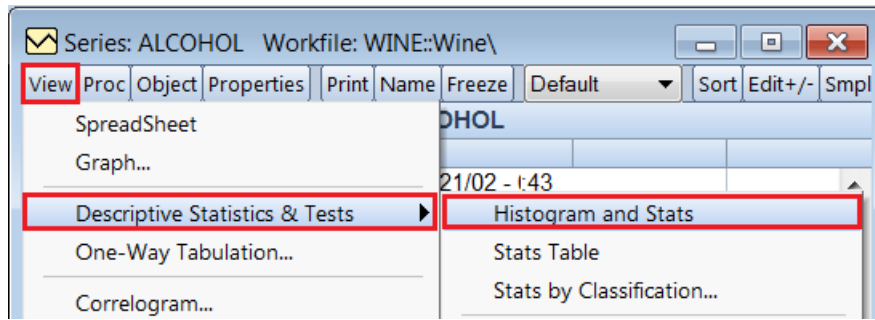 Series: ALCOHOL Workfile: WINE::Wine\
View Proc Object Properties Print Name Freeze Default Sort Edit+/- Smpl
SpreadSheet
Graph...
Descriptive Statistics & Tests
One-Way Tabulation...
Correlogram...
Histogram and Stats
Stats Table
Stats by Classification...